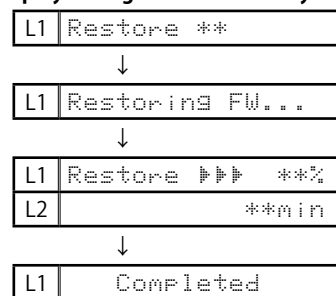 L1 Restore **
↓
L1 Restoring FW...
↓
L1 Restore ▶▶▶ **%
L2 **min
↓
L1 Completed